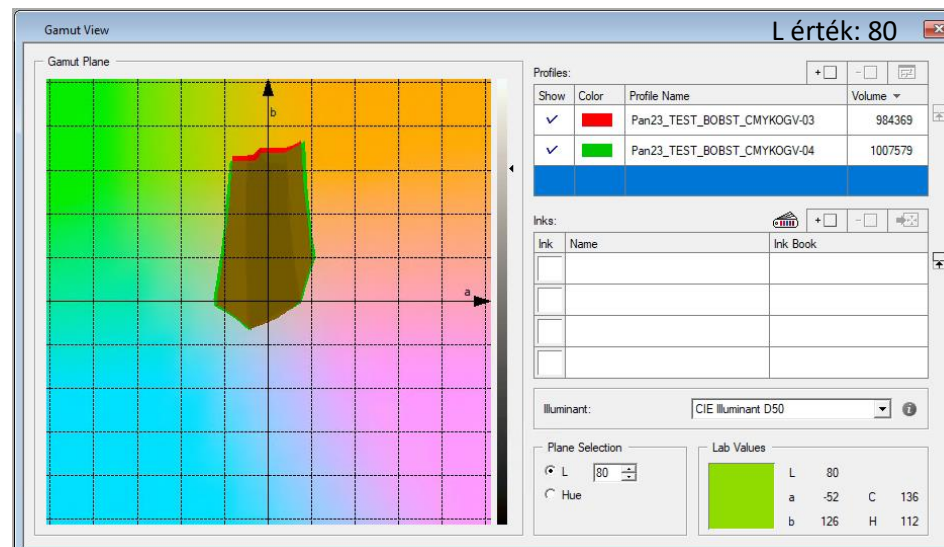 Gamut View
L érték: 80
Gamut Plane
b
a
Profiles:
Show Color Profile Name Volume
Pan23_TEST_BOBST_CMYKOGV-03 984369
Pan23_TEST_BOBST_CMYKOGV-04 1007579
Inks:
Ink Name Ink Book
Illuminant: CIE Illuminant D50
Plane Selection
L 80
Hue
Lab Values
L 80
a -52 C 136
b 126 H 112